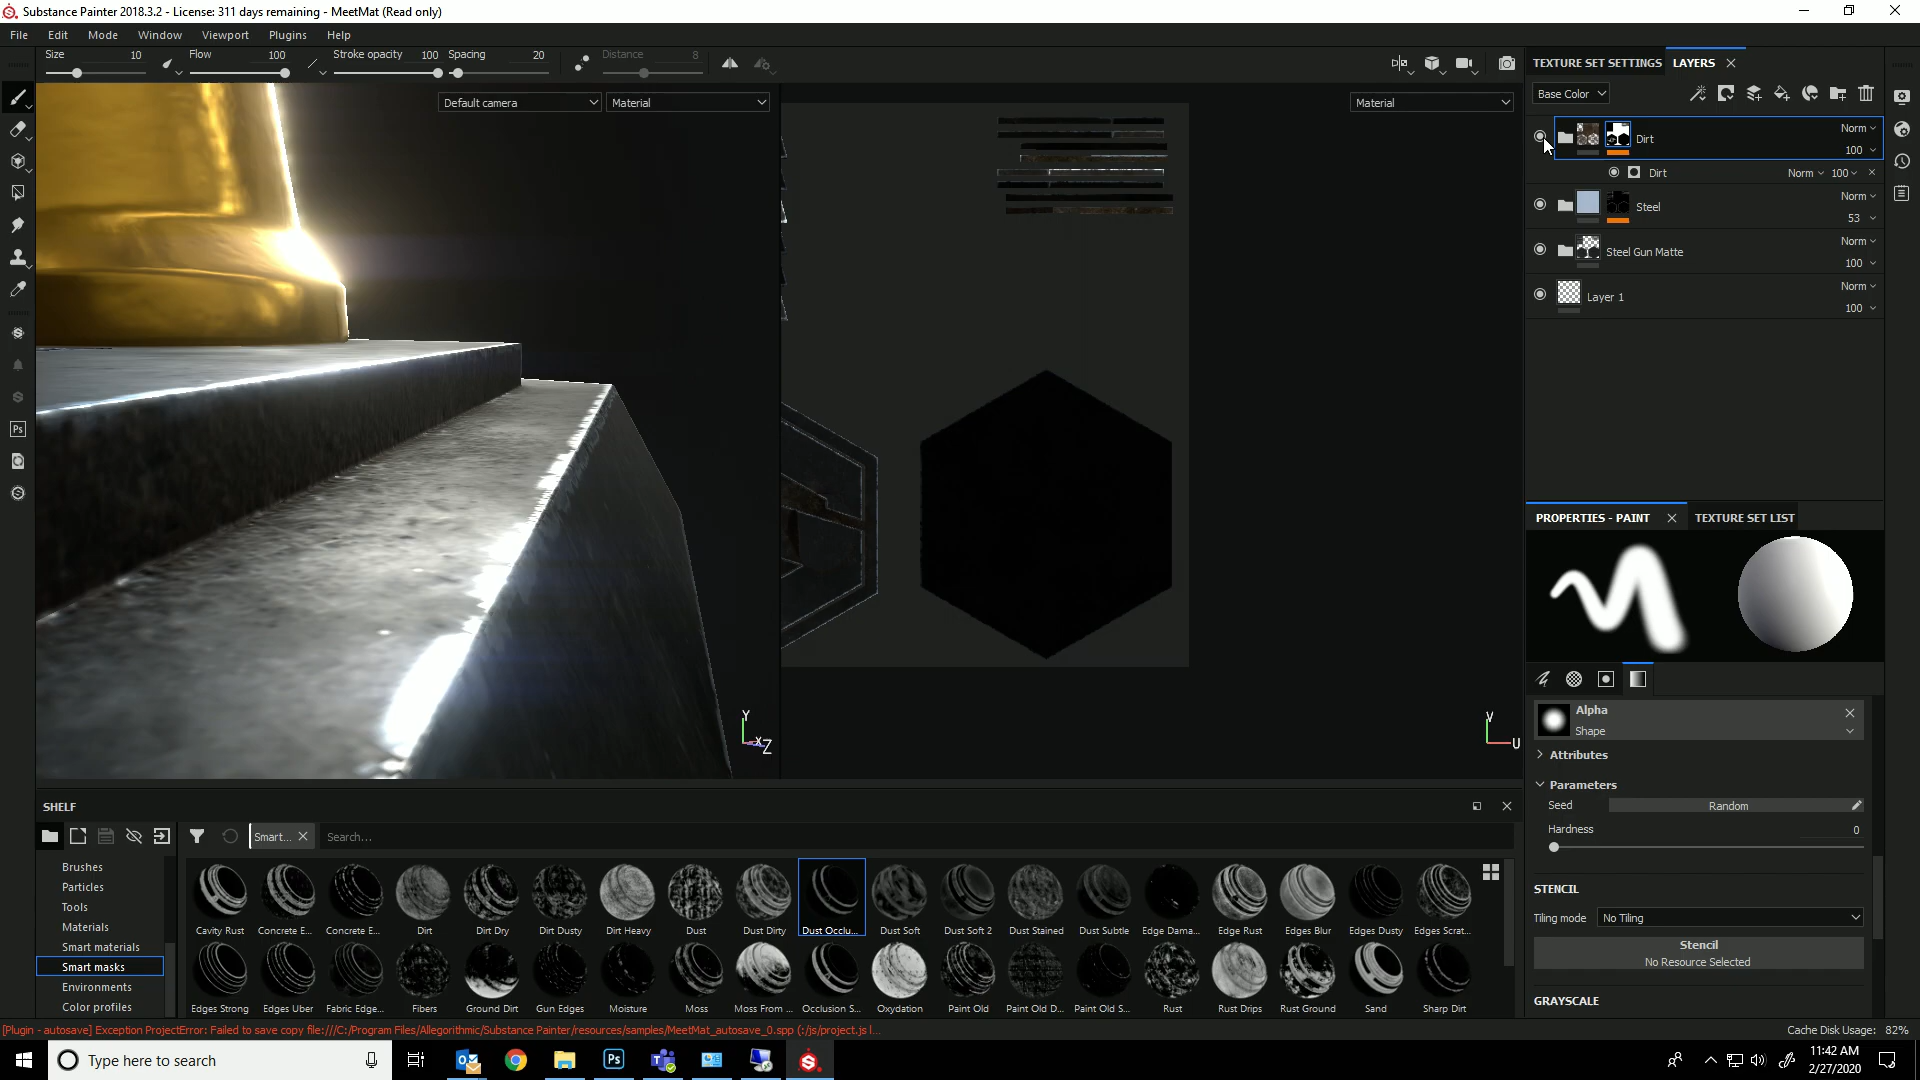 Substance Painter 2018.3.2 - License: 311 days remaining - MeetMat (Read only)
File Edit Mode Window Viewport Plugins Help
Size 10 Flow 100 Stroke opacity 100 Spacing 20 Distance 8
Default camera Material Material
TEXTURE SET SETTINGS LAYERS
Base Color
Dirt Norm 100
Dirt Norm 100
Steel Norm 53
Steel Gun Matte Norm 100
Layer 1 Norm 100
PROPERTIES - PAINT TEXTURE SET LIST
Y X Z
V U
Alpha
Shape
Attributes
Parameters
Seed Random
Hardness 0
STENCIL
Tiling mode No Tiling
Stencil
No Resource Selected
GRAYSCALE
SHELF
Smart... Search...
Brushes
Particles
Tools
Materials
Smart materials
Smart masks
Environments
Color profiles
Cavity Rust Concrete E... Concrete E... Dirt Dirt Dry Dirt Dusty Dirt Heavy Dust Dust Dirty Dust Occlu... Dust Soft Dust Soft 2 Dust Stained Dust Subtle Edge Dama... Edge Rust Edges Blur Edges Dusty Edges Scrat...
Edges Strong Edges Uber Fabric Edge... Fibers Ground Dirt Gun Edges Moisture Moss Moss From ... Occlusion S... Oxydation Paint Old Paint Old D... Paint Old S... Rust Rust Drips Rust Ground Sand Sharp Dirt
[Plugin - autosave] Exception ProjectError: Failed to save copy file:///C:/Program Files/Allegorithmic/Substance Painter/resources/samples/MeetMat_autosave_0.spp (:/js/project.js l...
Cache Disk Usage: 82%
Type here to search
Ps
11:42 AM
2/27/2020